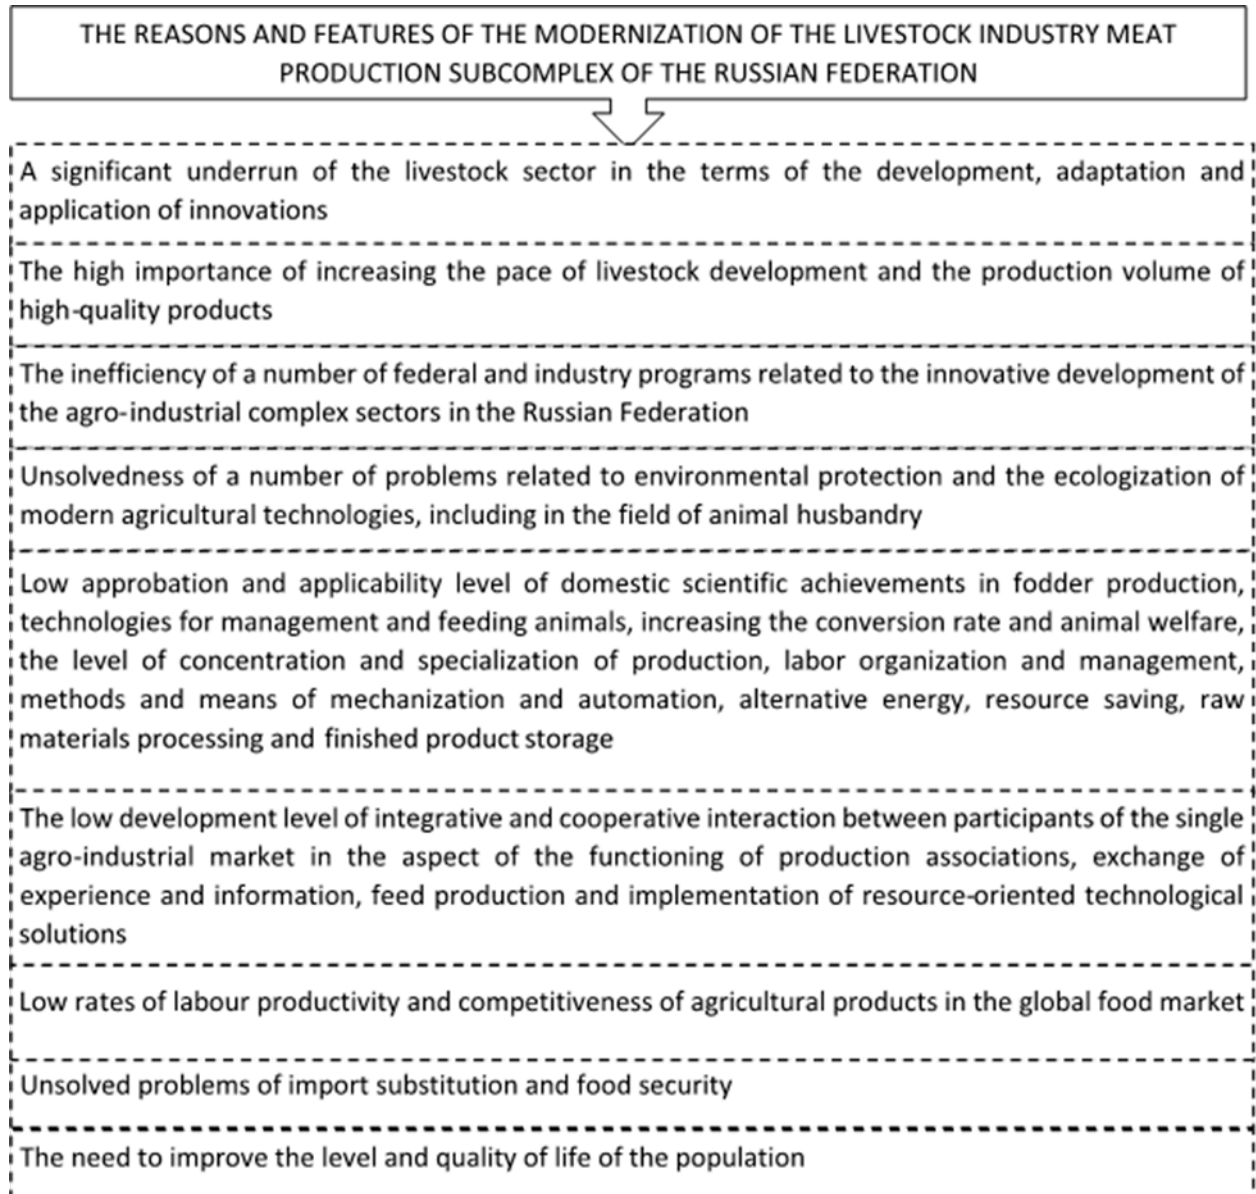 THE REASONS AND FEATURES OF THE MODERNIZATION OF THE LIVESTOCK INDUSTRY MEAT
PRODUCTION SUBCOMPLEX OF THE RUSSIAN FEDERATION
A significant underrun of the livestock sector in the terms of the development, adaptation and
application of innovations
The high importance of increasing the pace of livestock development and the production volume of
high-quality products
The inefficiency of a number of federal and industry programs related to the innovative development of
the agro-industrial complex sectors in the Russian Federation
Unsolvedness of a number of problems related to environmental protection and the ecologization of
modern agricultural technologies, including in the field of animal husbandry
Low approbation and applicability level of domestic scientific achievements in fodder production,
technologies for management and feeding animals, increasing the conversion rate and animal welfare,
the level of concentration and specialization of production, labor organization and management,
methods and means of mechanization and automation, alternative energy, resource saving, raw
materials processing and finished product storage
The low development level of integrative and cooperative interaction between participants of the single
agro-industrial market in the aspect of the functioning of production associations, exchange of
experience and information, feed production and implementation of resource-oriented technological
solutions
Low rates of labour productivity and competitiveness of agricultural products in the global food market
Unsolved problems of import substitution and food security
The need to improve the level and quality of life of the population